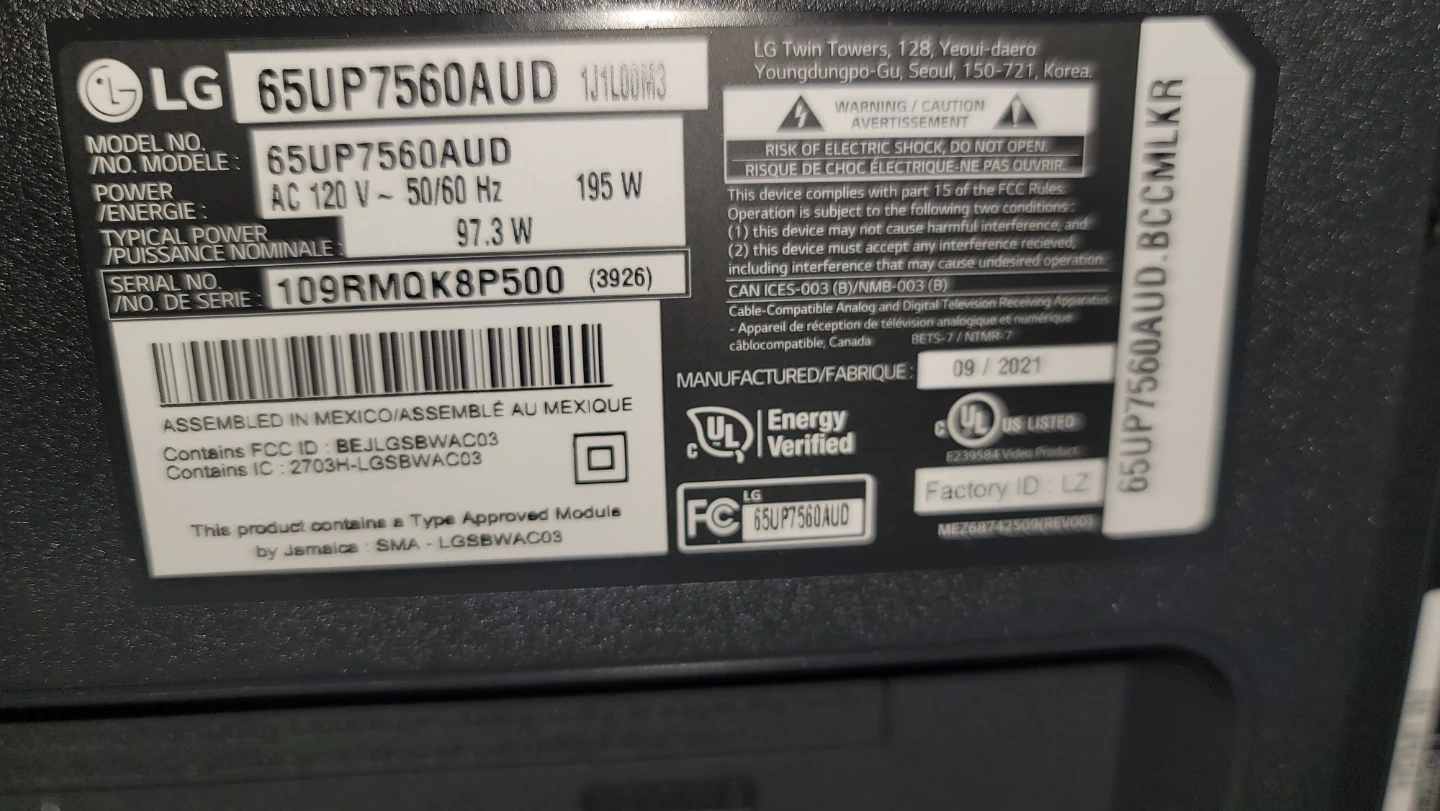 LG 65UP7560AUD 1J1L00M3
MODEL NO.
/NO. MODÈLE : 65UP7560AUD
POWER
/ÉNERGIE : AC 120 V ~ 50/60 Hz 195 W
TYPICAL POWER
/PUISSANCE NOMINALE : 97.3 W
SERIAL NO.
/NO. DE SÉRIE : 109RMQK8P500 (3926)
ASSEMBLED IN MEXICO/ASSEMBLÉ AU MEXIQUE
Contains FCC ID : BEJLGSBWAC03
Contains IC : 2703H-LGSBWAC03
This product contains a Type Approved Module
by Jamaica : SMA - LGSBWAC03
LG Twin Towers, 128, Yeoui-daero
Youngdungpo-Gu, Seoul, 150-721, Korea.
WARNING / CAUTION
AVERTISSEMENT
RISK OF ELECTRIC SHOCK, DO NOT OPEN.
RISQUE DE CHOC ÉLECTRIQUE-NE PAS OUVRIR.
This device complies with part 15 of the FCC Rules.
Operation is subject to the following two conditions:
(1) this device may not cause harmful interference, and
(2) this device must accept any interference recieved,
including interference that may cause undesired operation.
CAN ICES-003 (B)/NMB-003 (B)
Cable-Compatible Analog and Digital Television Receiving Apparatus
- Appareil de réception de télévision analogique et numérique
câblocompatible, Canada BETS-7 / NTMR-7
MANUFACTURED/FABRIQUÉ : 09 / 2021
c UL Energy
Verified
c UL US LISTED
E239584 Video Product
FC LG
65UP7560AUD
Factory ID : LZ
MEZ68742509(REV00)
65UP7560AUD.BCCMLKR